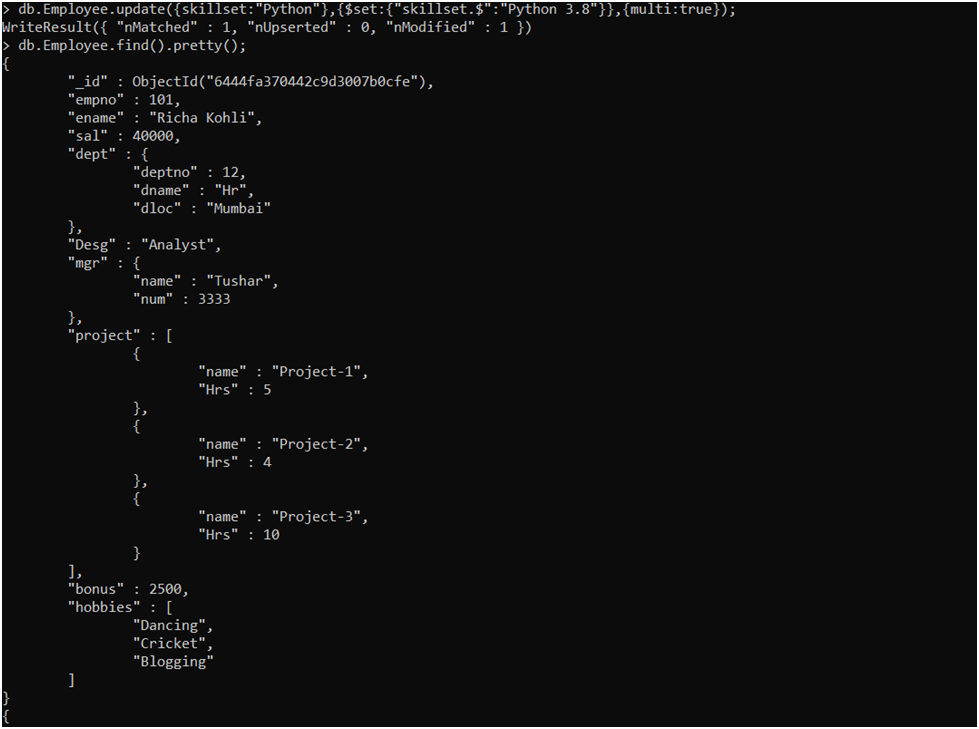 > db.Employee.update({skillset:"Python"},{$set:{"skillset.$":"Python 3.8"}},{multi:true});
WriteResult({ "nMatched" : 1, "nUpserted" : 0, "nModified" : 1 })
> db.Employee.find().pretty();
{
        "_id" : ObjectId("6444fa370442c9d3007b0cfe"),
        "empno" : 101,
        "ename" : "Richa Kohli",
        "sal" : 40000,
        "dept" : {
                "deptno" : 12,
                "dname" : "Hr",
                "dloc" : "Mumbai"
        },
        "Desg" : "Analyst",
        "mgr" : {
                "name" : "Tushar",
                "num" : 3333
        },
        "project" : [
                {
                        "name" : "Project-1",
                        "Hrs" : 5
                },
                {
                        "name" : "Project-2",
                        "Hrs" : 4
                },
                {
                        "name" : "Project-3",
                        "Hrs" : 10
                }
        ],
        "bonus" : 2500,
        "hobbies" : [
                "Dancing",
                "Cricket",
                "Blogging"
        ]
}
{